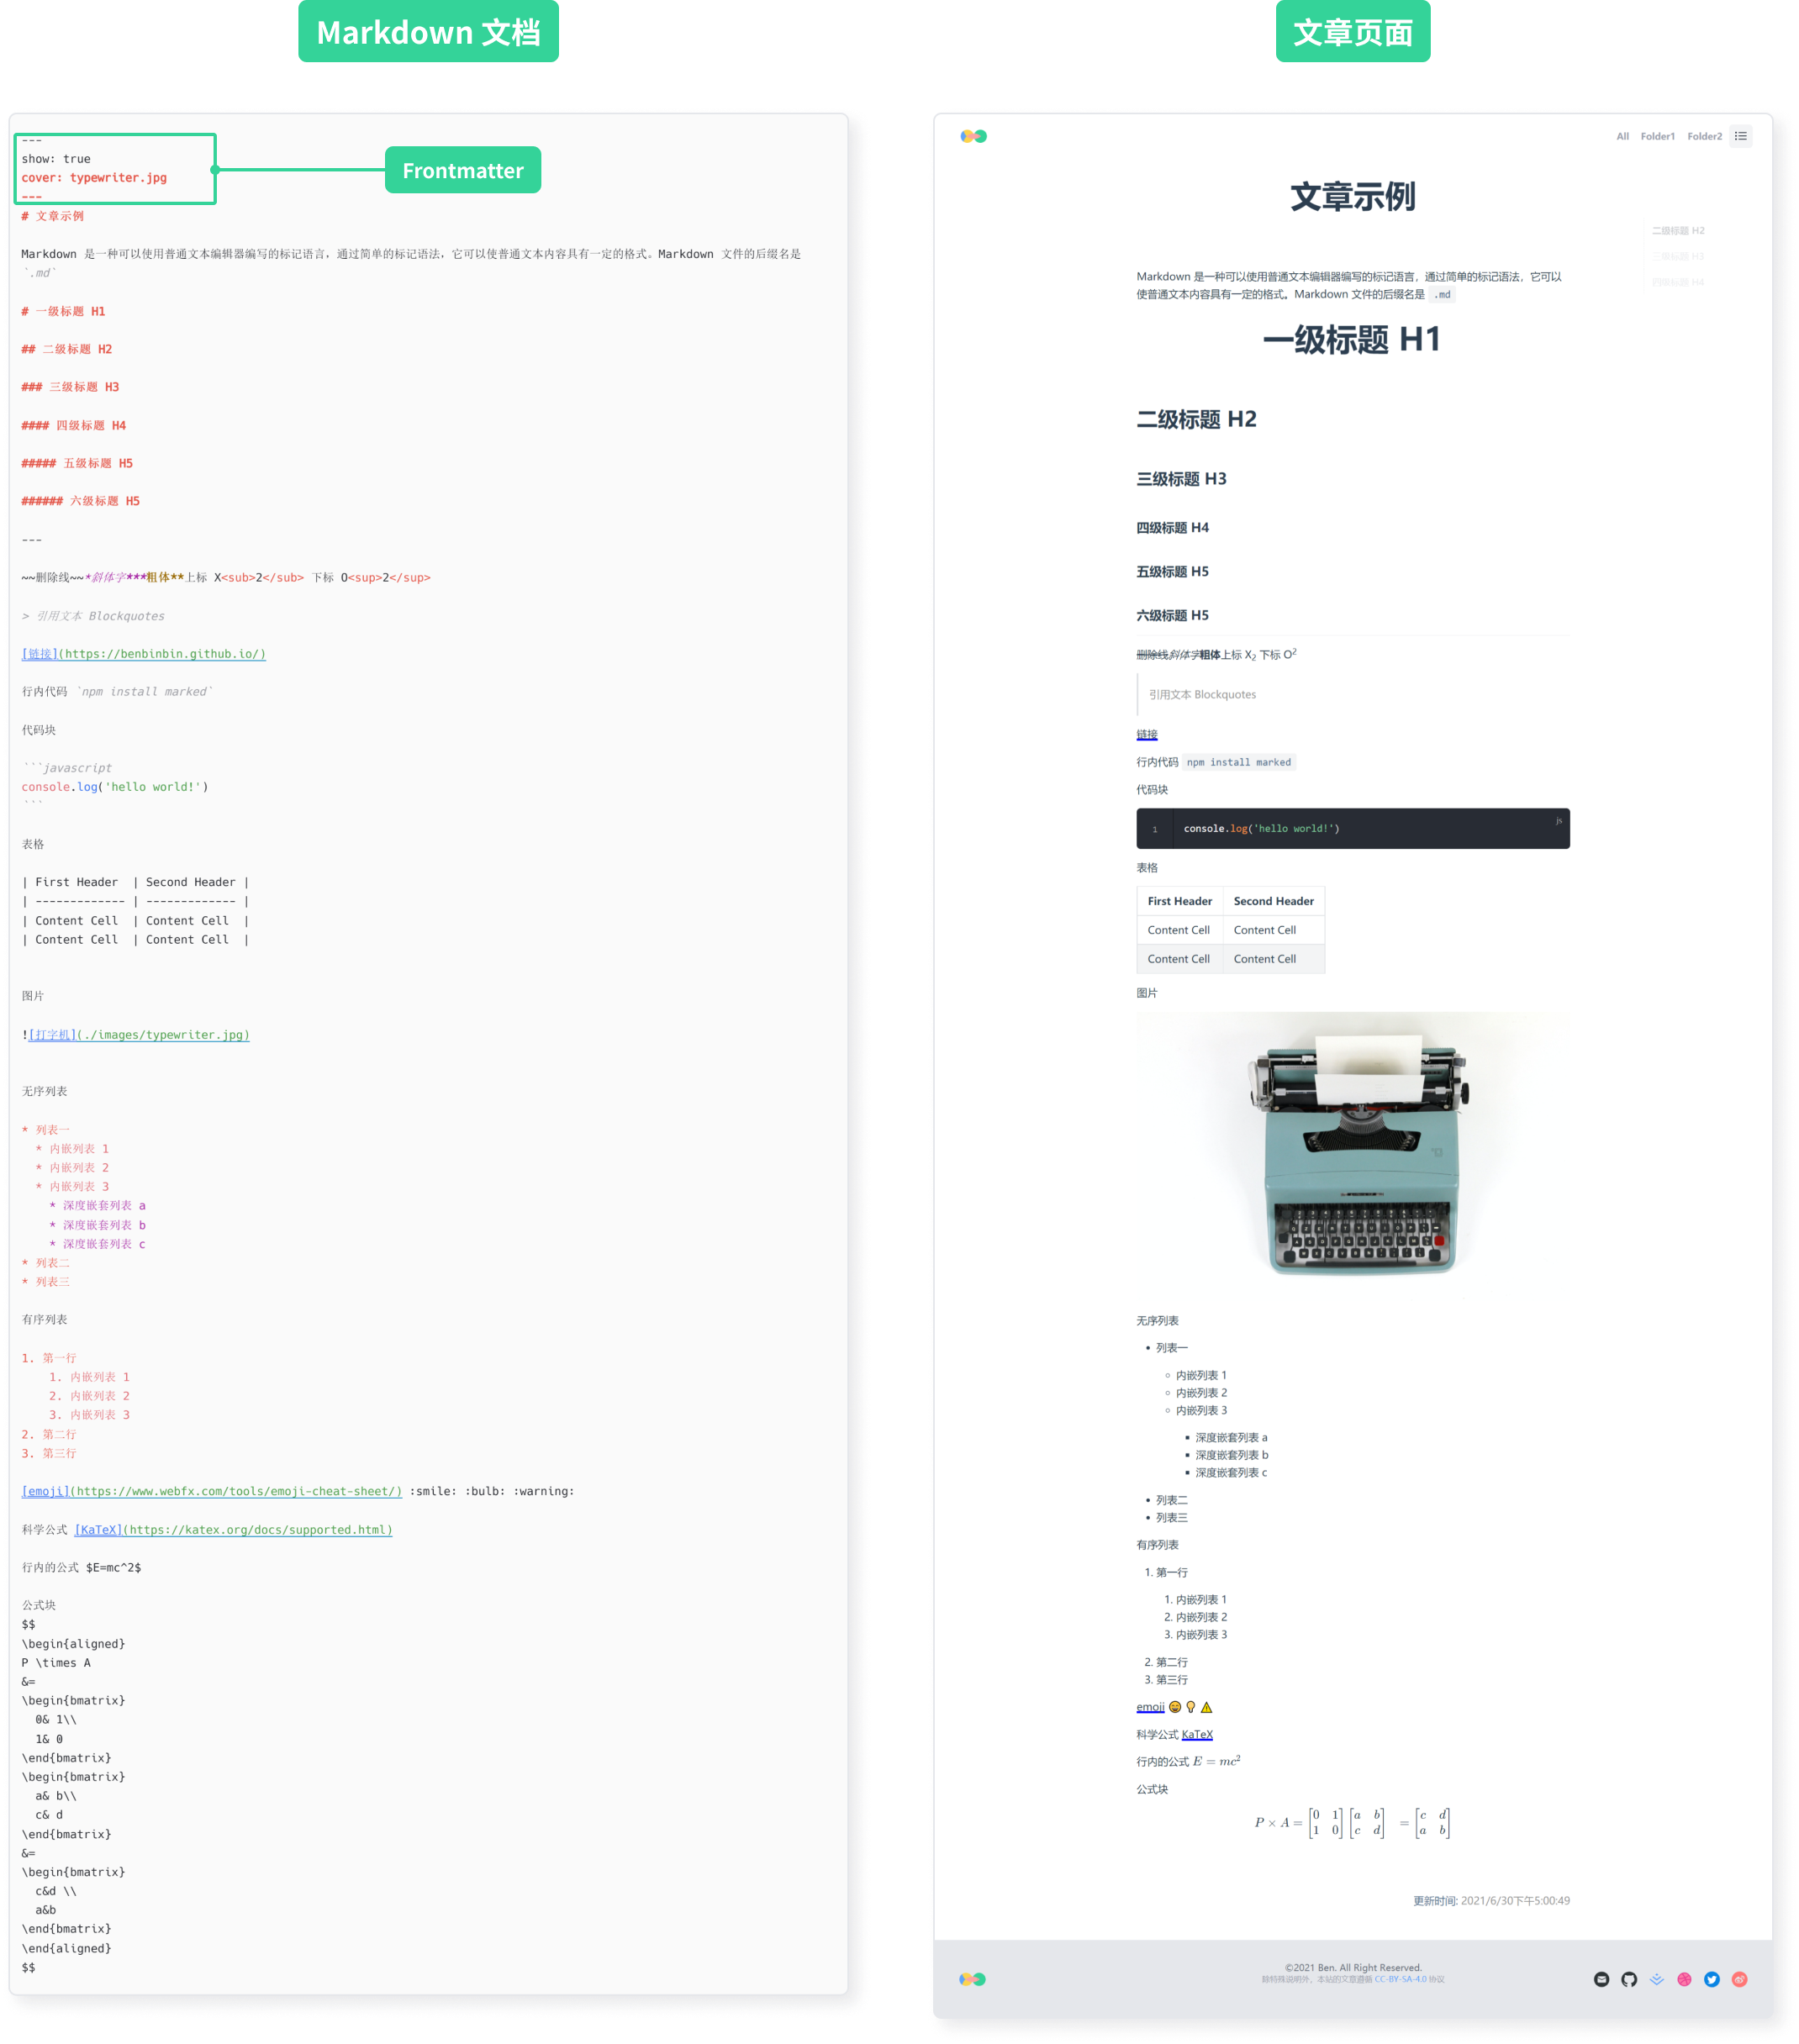 Markdown 文档
---
show: true
cover: typewriter.jpg
---
Frontmatter
# 文章示例
Markdown 是一种可以使用普通文本编辑器编写的标记语言，通过简单的标记语法，它可以使普通文本内容具有一定的格式。Markdown 文件的后缀名是
`.md`
# 一级标题 H1
## 二级标题 H2
### 三级标题 H3
#### 四级标题 H4
##### 五级标题 H5
###### 六级标题 H5
---
~~删除线~~*斜体字***粗体**上标 X<sub>2</sub> 下标 O<sup>2</sup>
> 引用文本 Blockquotes
[链接](https://benbinbin.github.io/)
行内代码 `npm install marked`
代码块
```javascript
console.log('hello world!')
```
表格
| First Header  | Second Header |
| ------------- | ------------- |
| Content Cell  | Content Cell  |
| Content Cell  | Content Cell  |
图片
![打字机](./images/typewriter.jpg)
无序列表
* 列表一
  * 内嵌列表 1
  * 内嵌列表 2
  * 内嵌列表 3
    * 深度嵌套列表 a
    * 深度嵌套列表 b
    * 深度嵌套列表 c
* 列表二
* 列表三
有序列表
1. 第一行
    1. 内嵌列表 1
    2. 内嵌列表 2
    3. 内嵌列表 3
2. 第二行
3. 第三行
[emoji](https://www.webfx.com/tools/emoji-cheat-sheet/) :smile: :bulb: :warning:
科学公式 [KaTeX](https://katex.org/docs/supported.html)
行内的公式 $E=mc^2$
公式块
$$
\begin{aligned}
P \times A
&=
\begin{bmatrix}
  0& 1\\
  1& 0
\end{bmatrix}
\begin{bmatrix}
  a& b\\
  c& d
\end{bmatrix}
&=
\begin{bmatrix}
  c&d \\
  a&b
\end{bmatrix}
\end{aligned}
$$
文章页面
All Folder1 Folder2
文章示例
二级标题 H2
三级标题 H3
四级标题 H4
Markdown 是一种可以使用普通文本编辑器编写的标记语言，通过简单的标记语法，它可以
使普通文本内容具有一定的格式。Markdown 文件的后缀名是 .md
一级标题 H1
二级标题 H2
三级标题 H3
四级标题 H4
五级标题 H5
六级标题 H5
删除线斜体字粗体上标 X₂ 下标 O²
引用文本 Blockquotes
链接
行内代码 npm install marked
代码块
js
1 console.log('hello world!')
表格
First Header Second Header
Content Cell Content Cell
Content Cell Content Cell
图片
无序列表
• 列表一
◦ 内嵌列表 1
◦ 内嵌列表 2
◦ 内嵌列表 3
▪ 深度嵌套列表 a
▪ 深度嵌套列表 b
▪ 深度嵌套列表 c
• 列表二
• 列表三
有序列表
1. 第一行
1. 内嵌列表 1
2. 内嵌列表 2
3. 内嵌列表 3
2. 第二行
3. 第三行
emoji 😄 💡 ⚠
科学公式 KaTeX
行内的公式 E = mc²
公式块
P × A = [0 1; 1 0] [a b; c d] = [c d; a b]
更新时间: 2021/6/30下午5:00:49
©2021 Ben. All Right Reserved.
除特殊说明外，本站的文章遵循 CC-BY-SA-4.0 协议